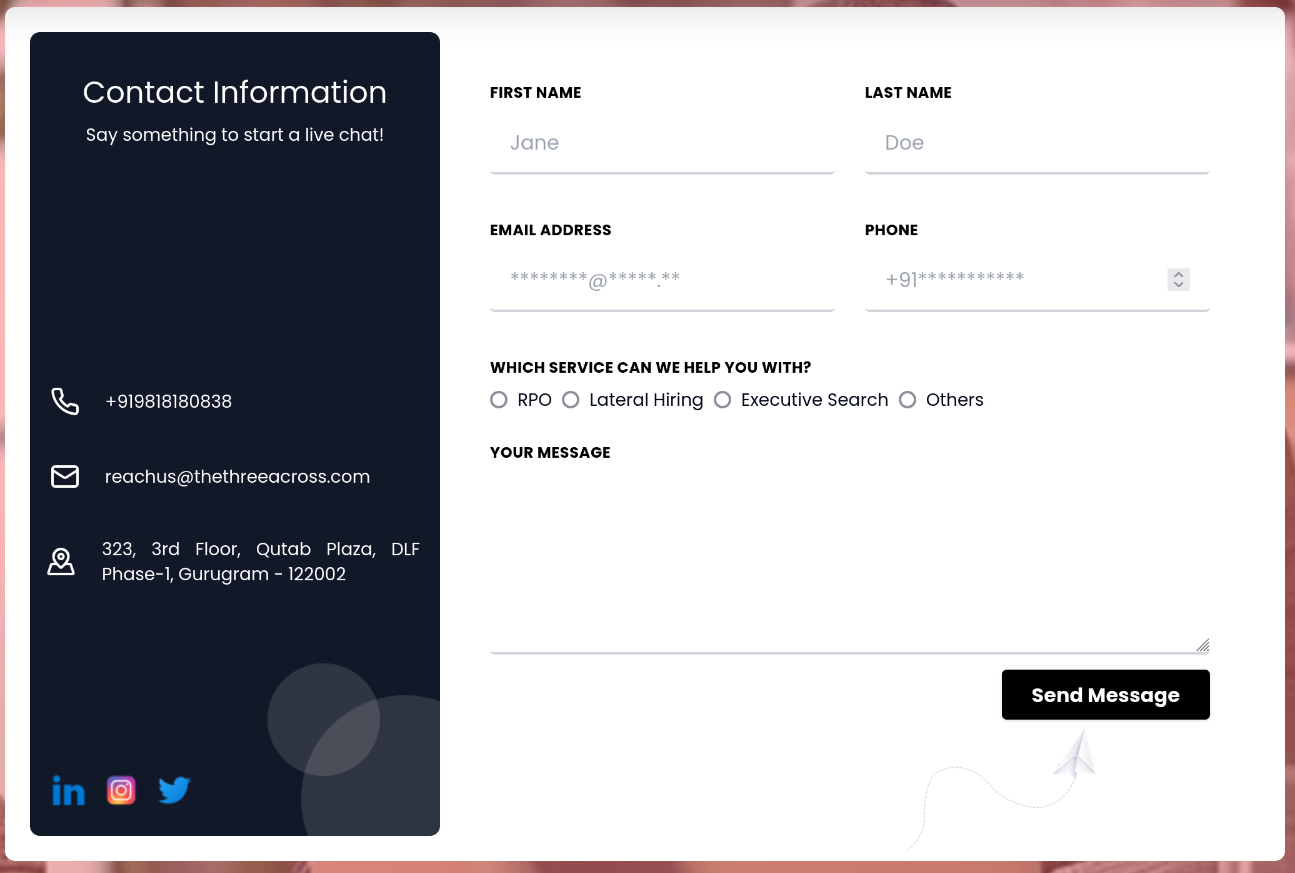 Contact Information
Say something to start a live chat!
+919818180838
reachus@thethreeacross.com
323, 3rd Floor, Qutab Plaza, DLF
Phase-1, Gurugram - 122002
in
FIRST NAME
Jane
LAST NAME
Doe
EMAIL ADDRESS
********@*****.**
PHONE
+91***********
WHICH SERVICE CAN WE HELP YOU WITH?
RPO Lateral Hiring Executive Search Others
YOUR MESSAGE
Send Message